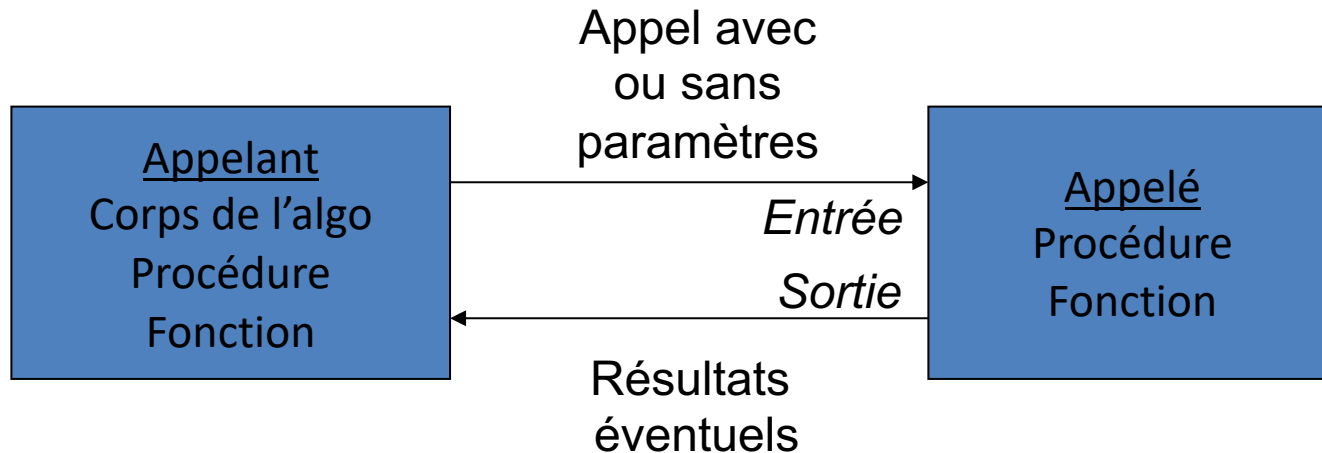 Appel avec
ou sans
paramètres
Appelant
Corps de l’algo
Procédure
Fonction
Entrée
Sortie
Appelé
Procédure
Fonction
Résultats
éventuels